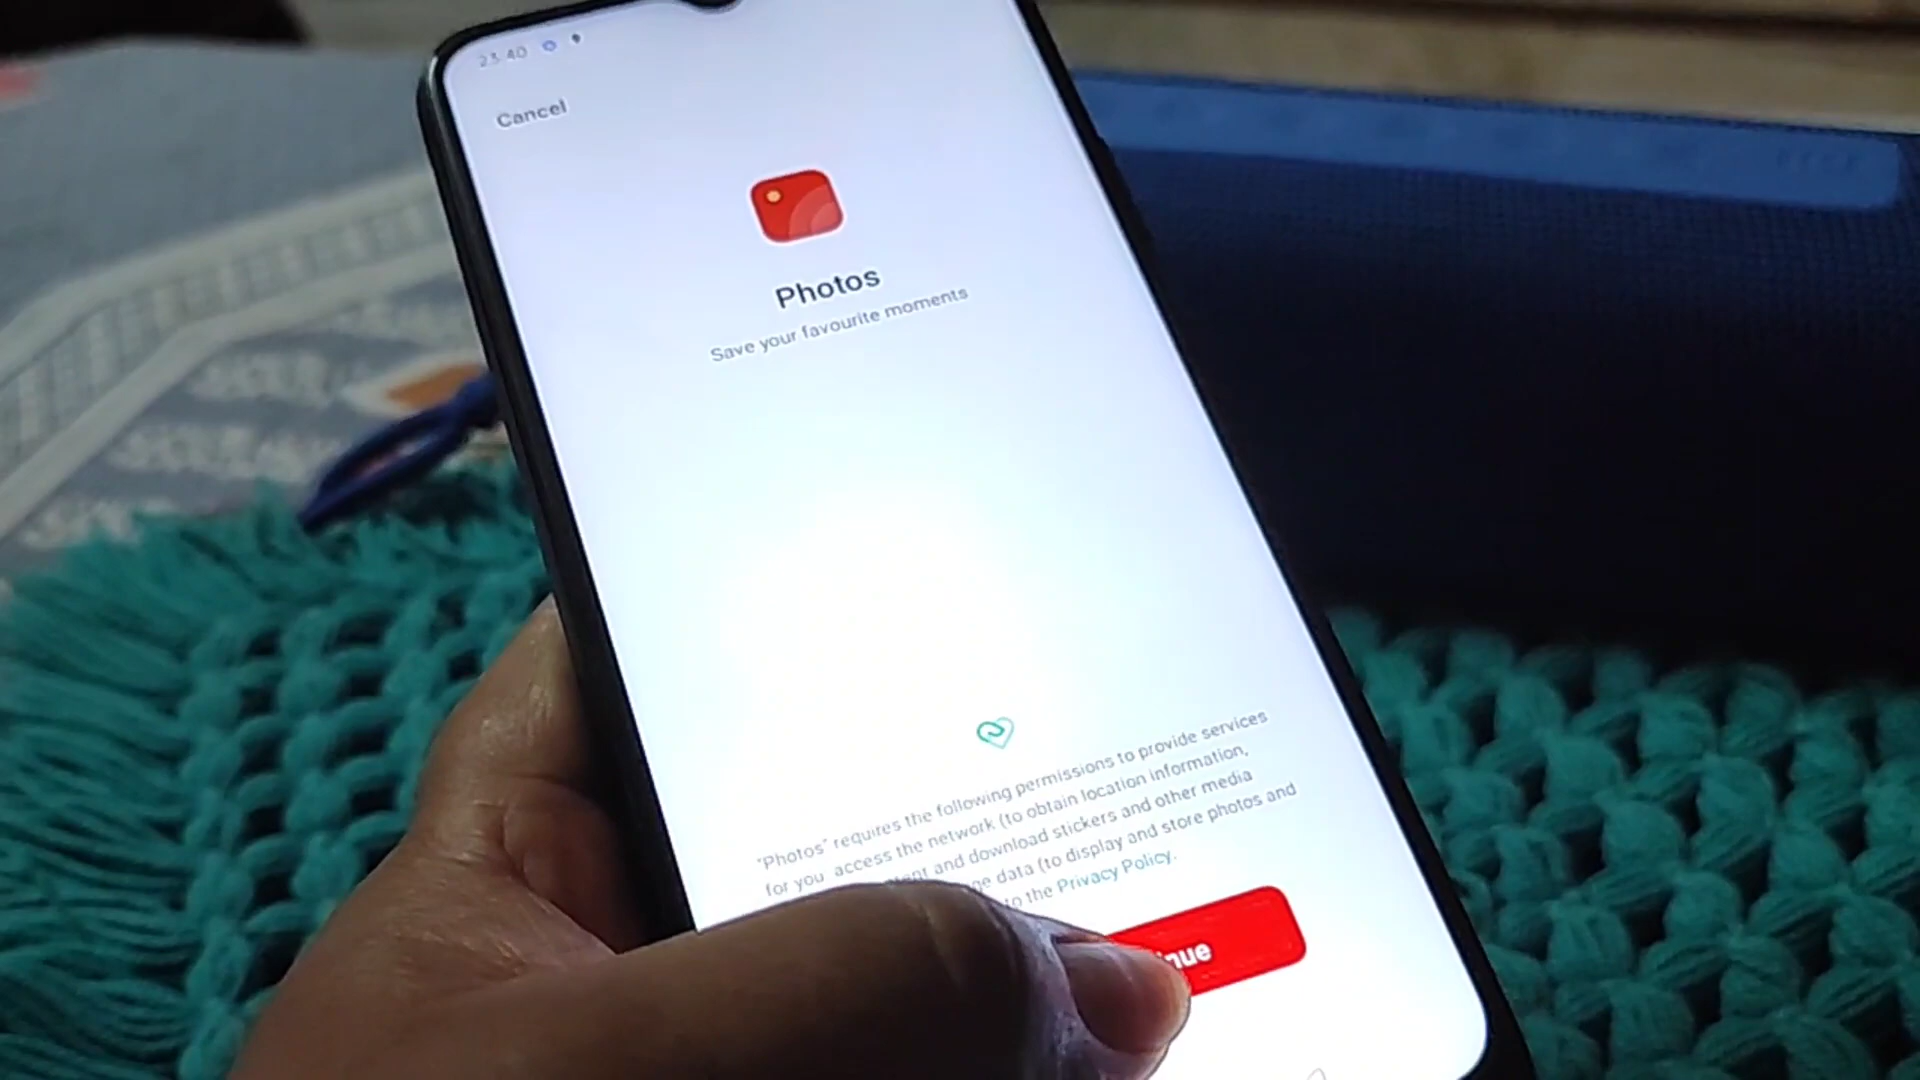 23:40
Cancel
Photos
Save your favourite moments
"Photos" requires the following permissions to provide services
for you access the network (to obtain location information,
and download stickers and other media
data (to display and store photos and
to the Privacy Policy.